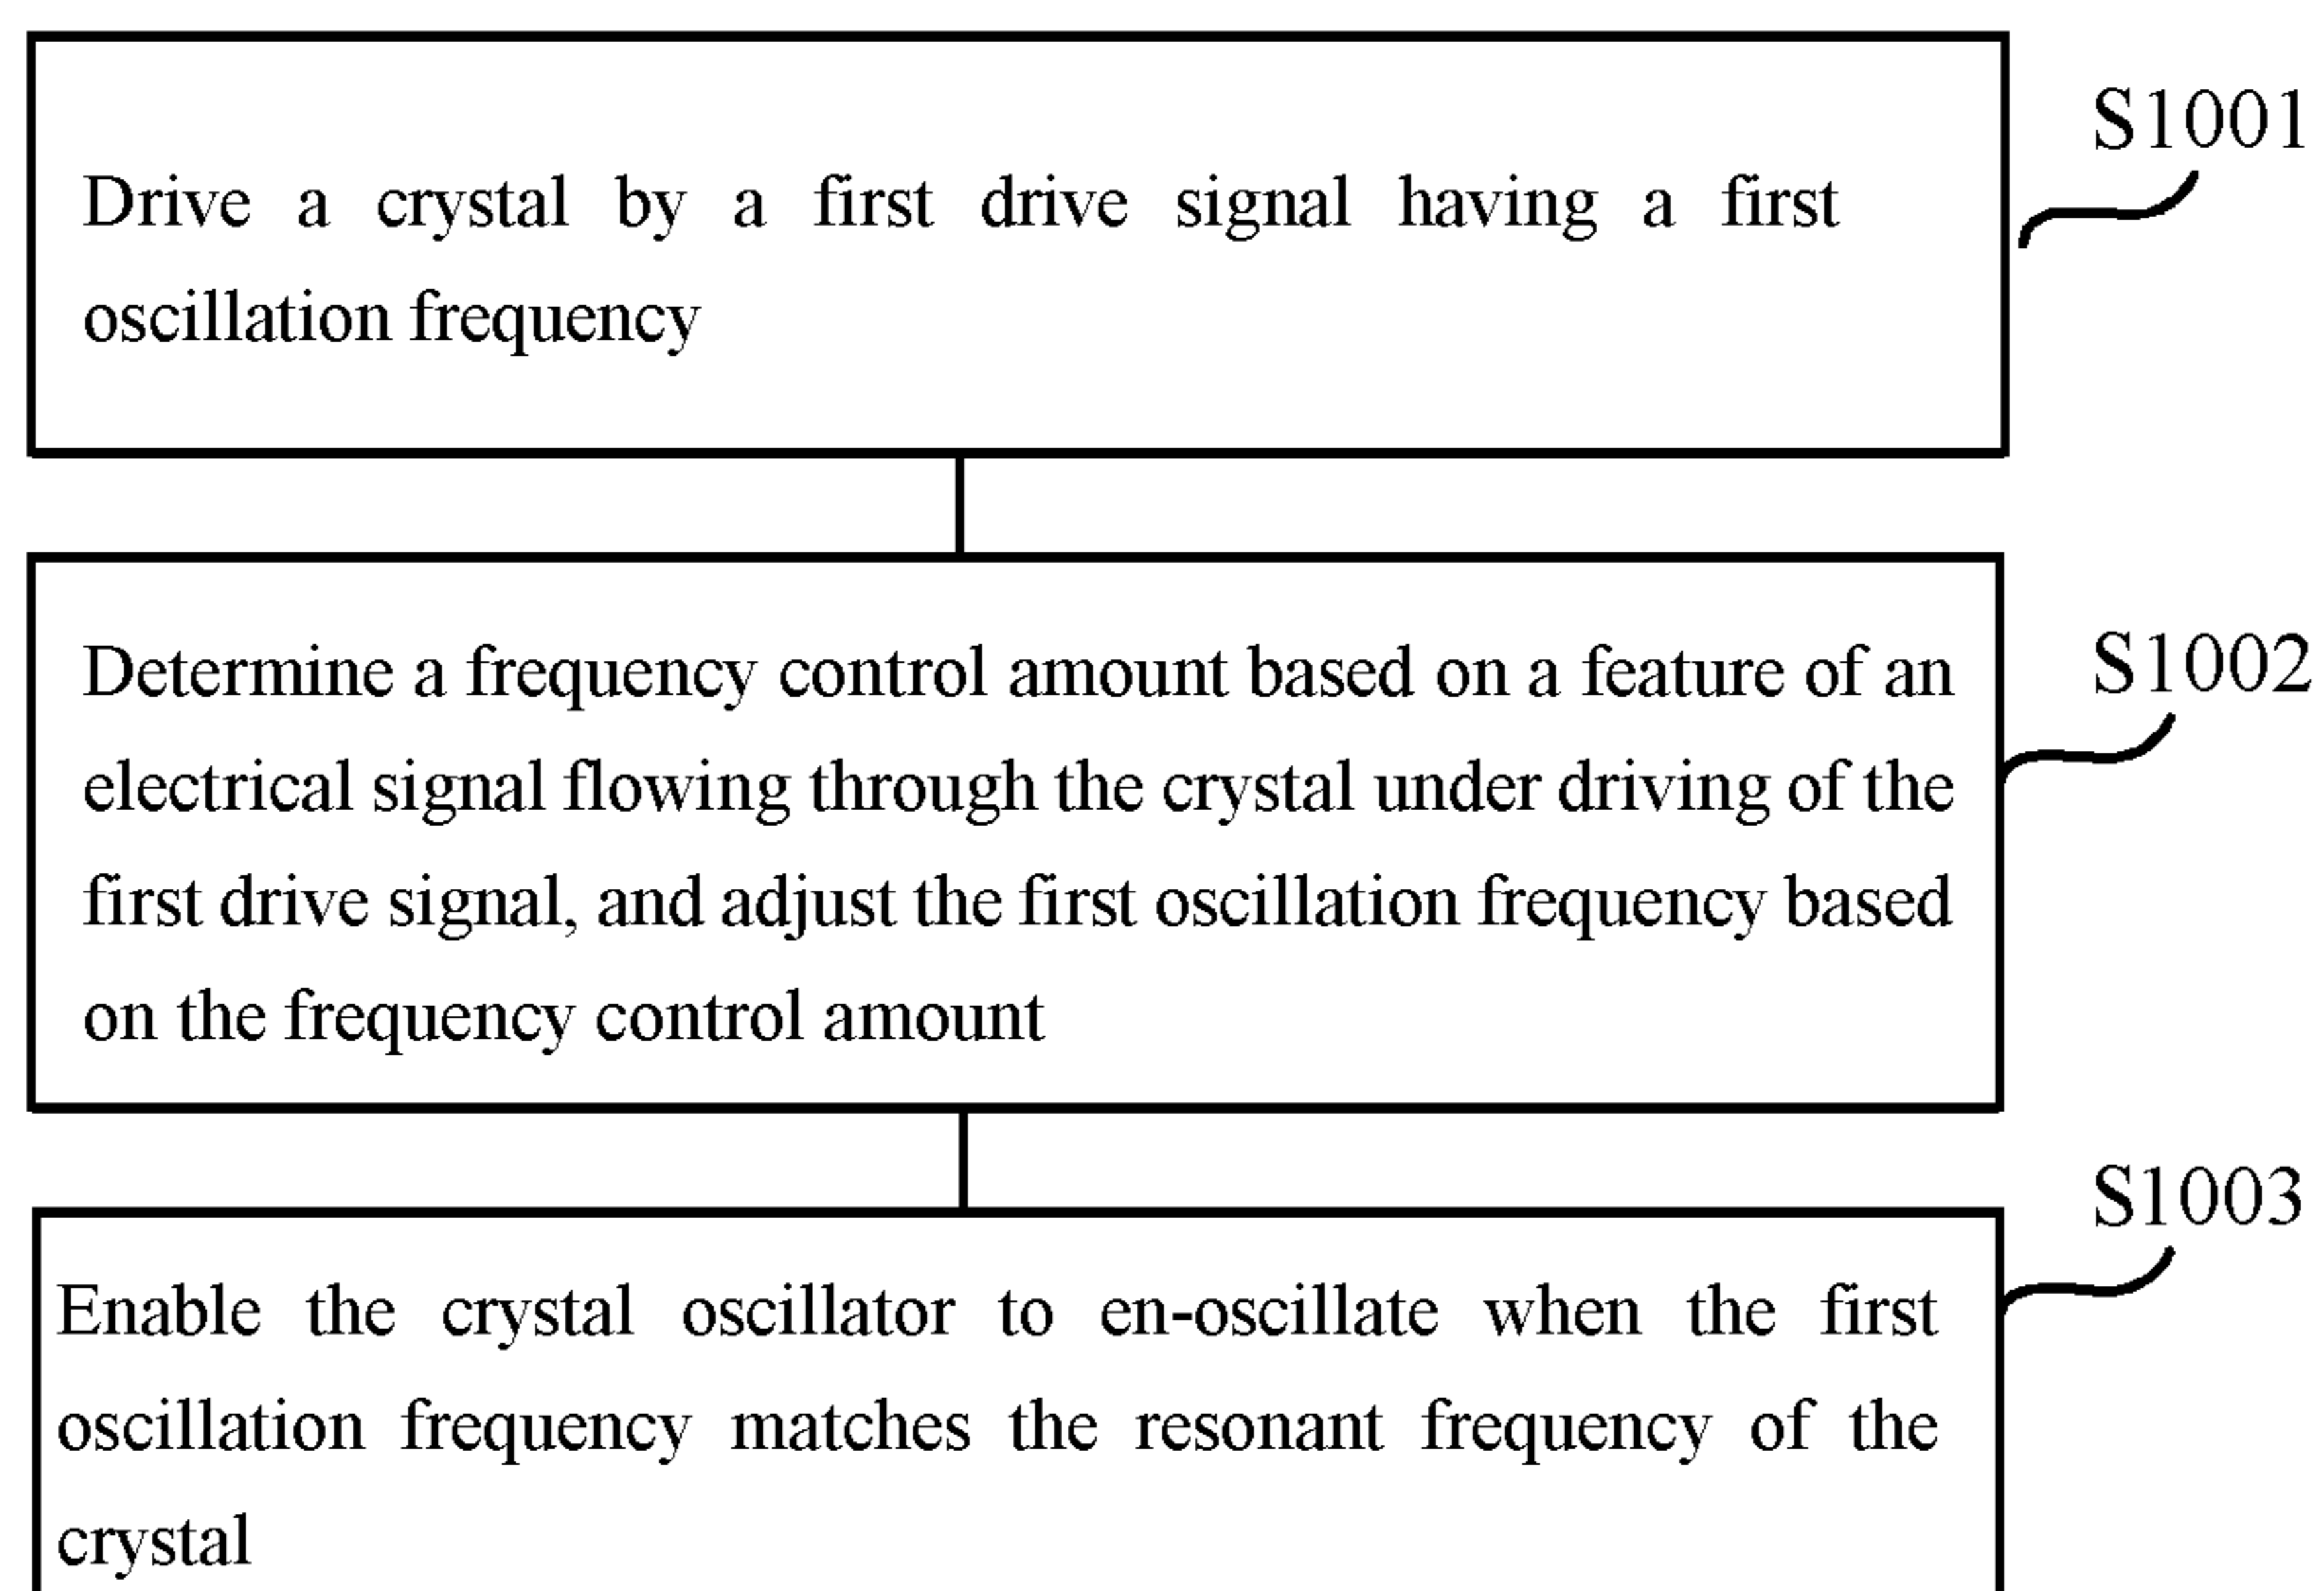 S1001
Drive a crystal by a first drive signal having a first
oscillation frequency
S1002
Determine a frequency control amount based on a feature of an
electrical signal flowing through the crystal under driving of the
first drive signal, and adjust the first oscillation frequency based
on the frequency control amount
S1003
Enable the crystal oscillator to en-oscillate when the first
oscillation frequency matches the resonant frequency of the
crystal